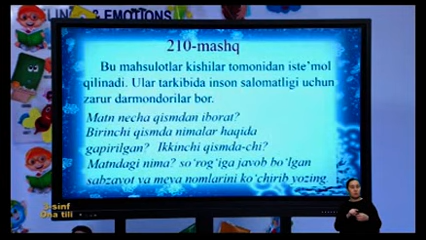 & EMOTIONS
210-mashq
Bu mahsulotlar kishilar tomonidan iste'mol
qilinadi. Ular tarkibida inson salomatligi uchun
zarur darmondorilar bor.
Matn necha qismdan iborat?
Birinchi qismda nimalar haqida
gapirilgan? Ikkinchi qismda-chi?
Matndagi nima? so'rog'iga javob bo'lgan
sabzavot va meva nomlarini ko'chirib yozing.
3-sinf
Ona tili